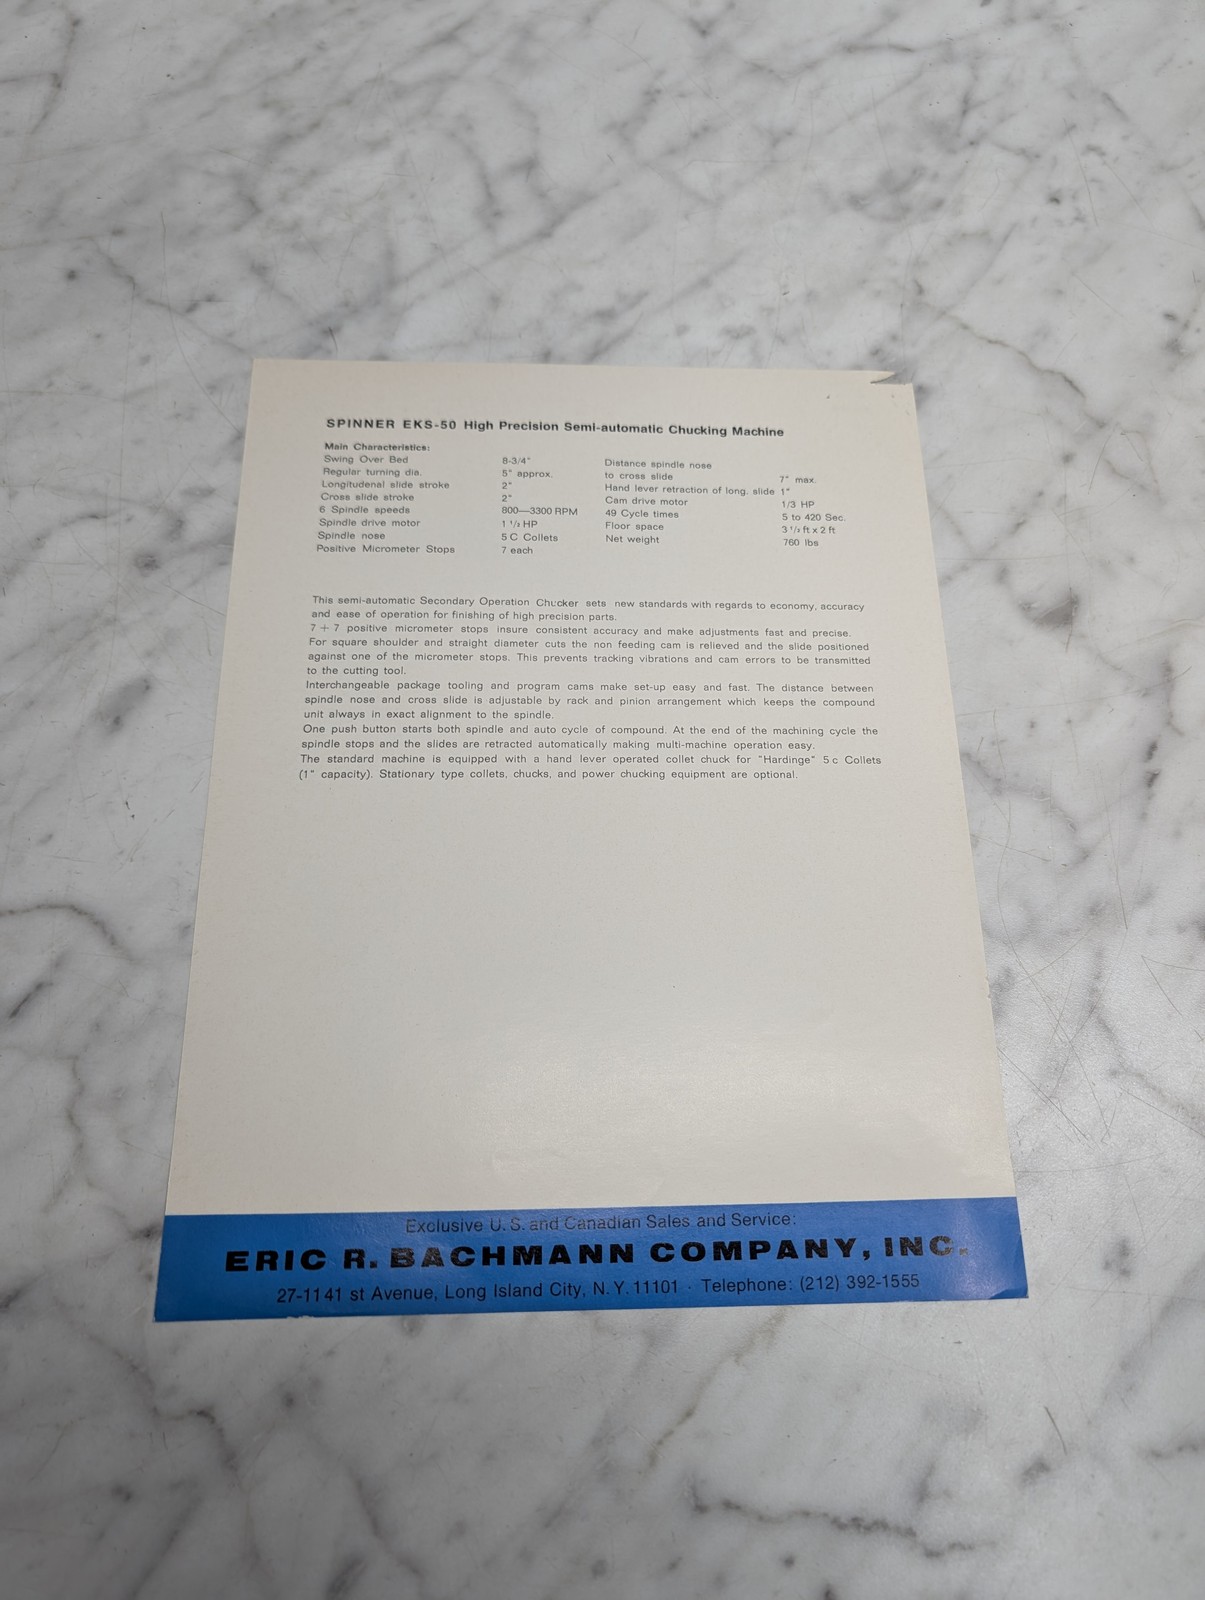 SPINNER EKS-50 High Precision Semi-automatic Chucking Machine
Main Characteristics:
Swing Over Bed 8-3/4"
Regular turning dia. 5" approx.
Longitudenal slide stroke 2"
Cross slide stroke 2"
6 Spindle speeds 800—3300 RPM
Spindle drive motor 1 1/2 HP
Spindle nose 5 C Collets
Positive Micrometer Stops 7 each
Distance spindle nose
to cross slide 7" max.
Hand lever retraction of long. slide 1"
Cam drive motor 1/3 HP
49 Cycle times 5 to 420 Sec.
Floor space 3 1/2 ft x 2 ft
Net weight 760 lbs
This semi-automatic Secondary Operation Chucker sets new standards with regards to economy, accuracy
and ease of operation for finishing of high precision parts.
7 + 7 positive micrometer stops insure consistent accuracy and make adjustments fast and precise.
For square shoulder and straight diameter cuts the non feeding cam is relieved and the slide positioned
against one of the micrometer stops. This prevents tracking vibrations and cam errors to be transmitted
to the cutting tool.
Interchangeable package tooling and program cams make set-up easy and fast. The distance between
spindle nose and cross slide is adjustable by rack and pinion arrangement which keeps the compound
unit always in exact alignment to the spindle.
One push button starts both spindle and auto cycle of compound. At the end of the machining cycle the
spindle stops and the slides are retracted automatically making multi-machine operation easy.
The standard machine is equipped with a hand lever operated collet chuck for "Hardinge" 5 c Collets
(1" capacity). Stationary type collets, chucks, and power chucking equipment are optional.
Exclusive U. S. and Canadian Sales and Service:
ERIC R. BACHMANN COMPANY, INC.
27-11 41 st Avenue, Long Island City, N. Y. 11101 · Telephone: (212) 392-1555